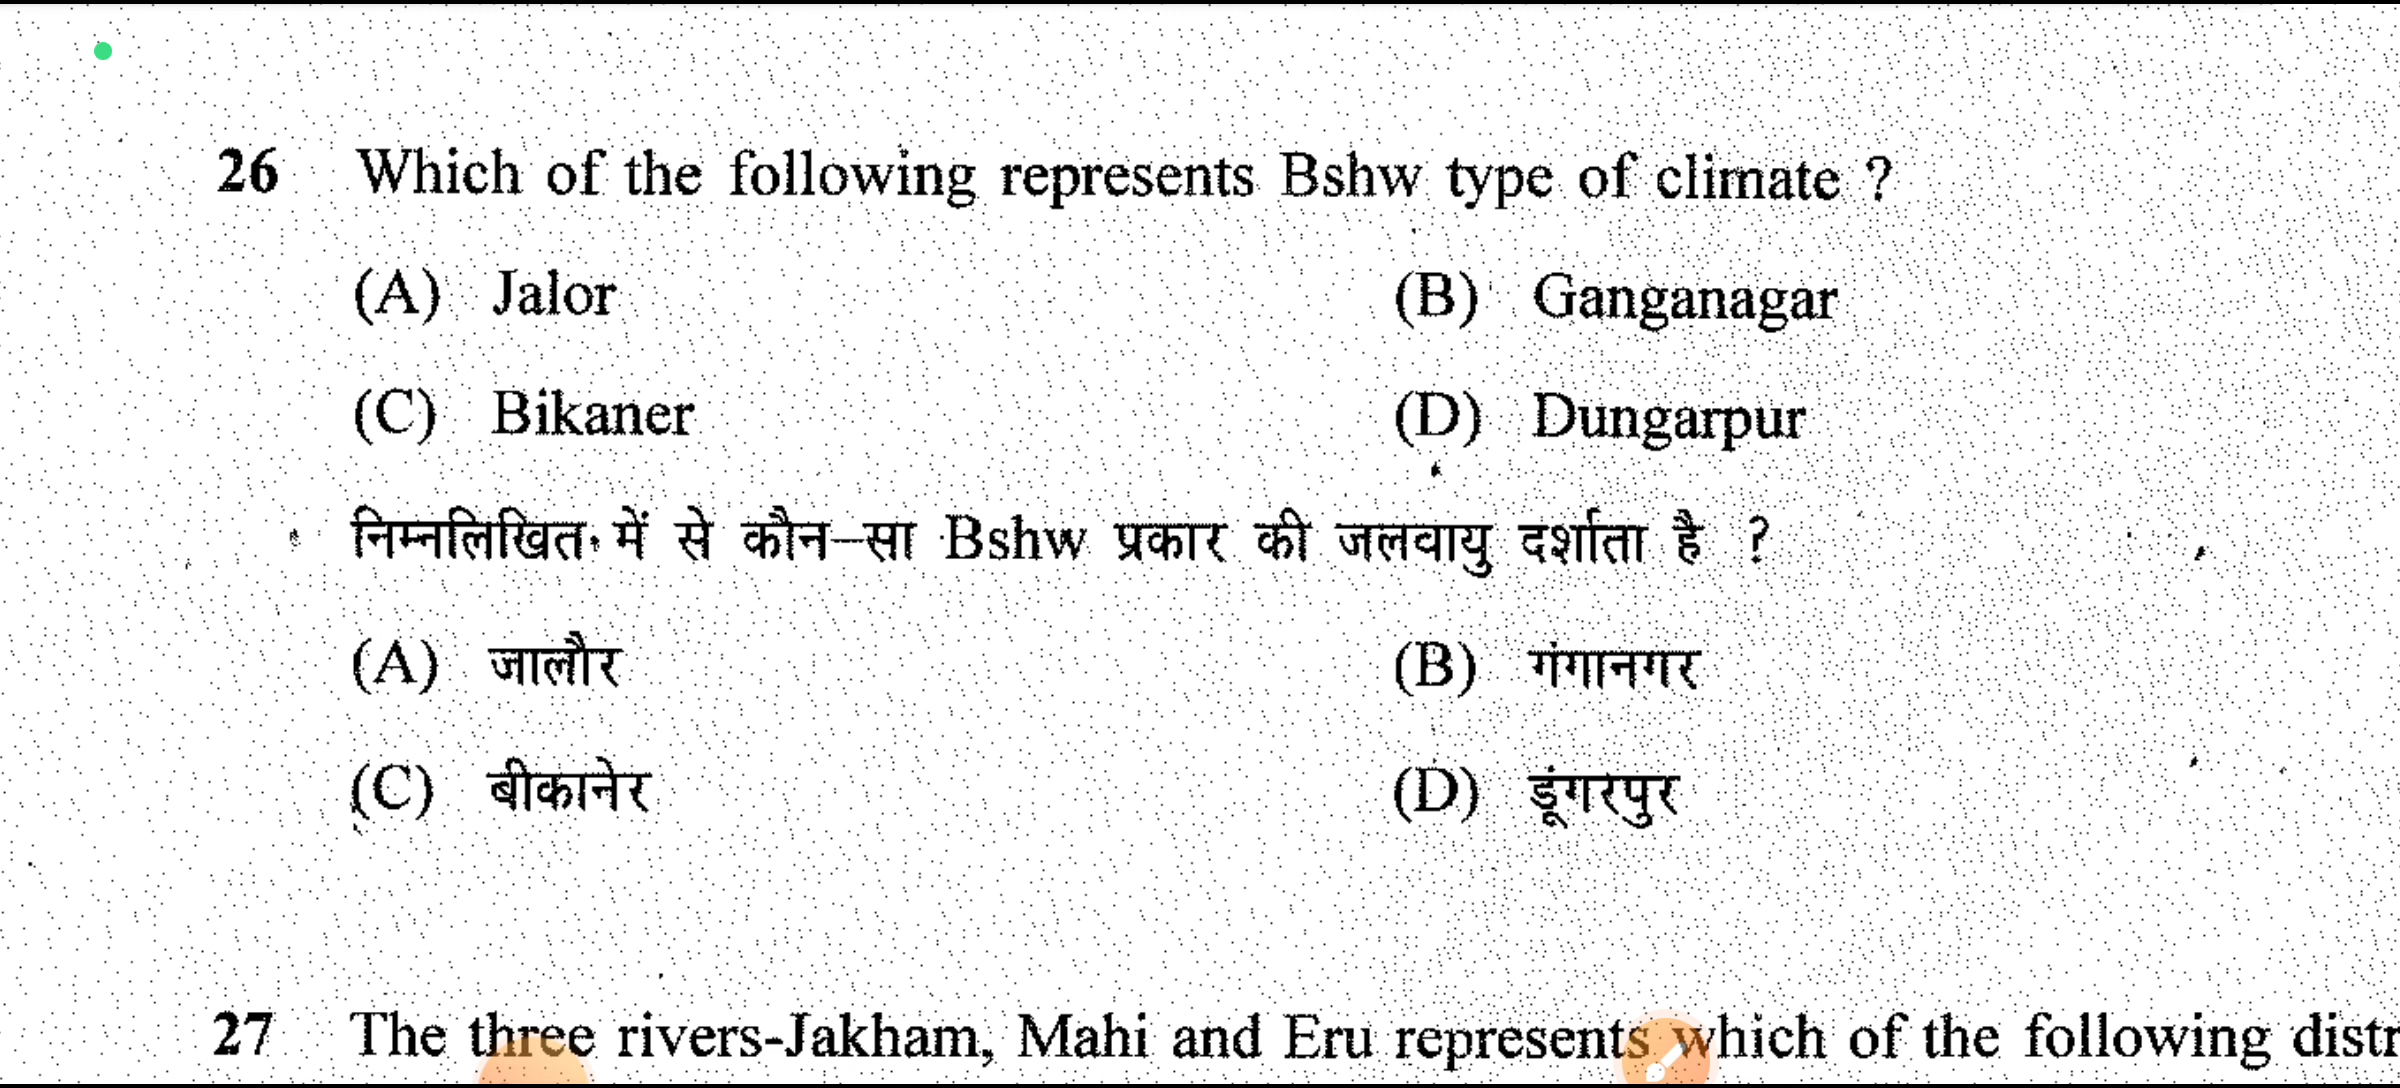 26 Which of the following represents Bshw type of climate ?
(A) Jalor (B) Ganganagar
(C) Bikaner (D) Dungarpur
निम्नलिखित में से कौन-सा Bshw प्रकार की जलवायु दर्शाता है ?
(A) जालौर (B) गंगानगर
(C) बीकानेर (D) डूंगरपुर
27 The three rivers-Jakham, Mahi and Eru represents which of the following distr